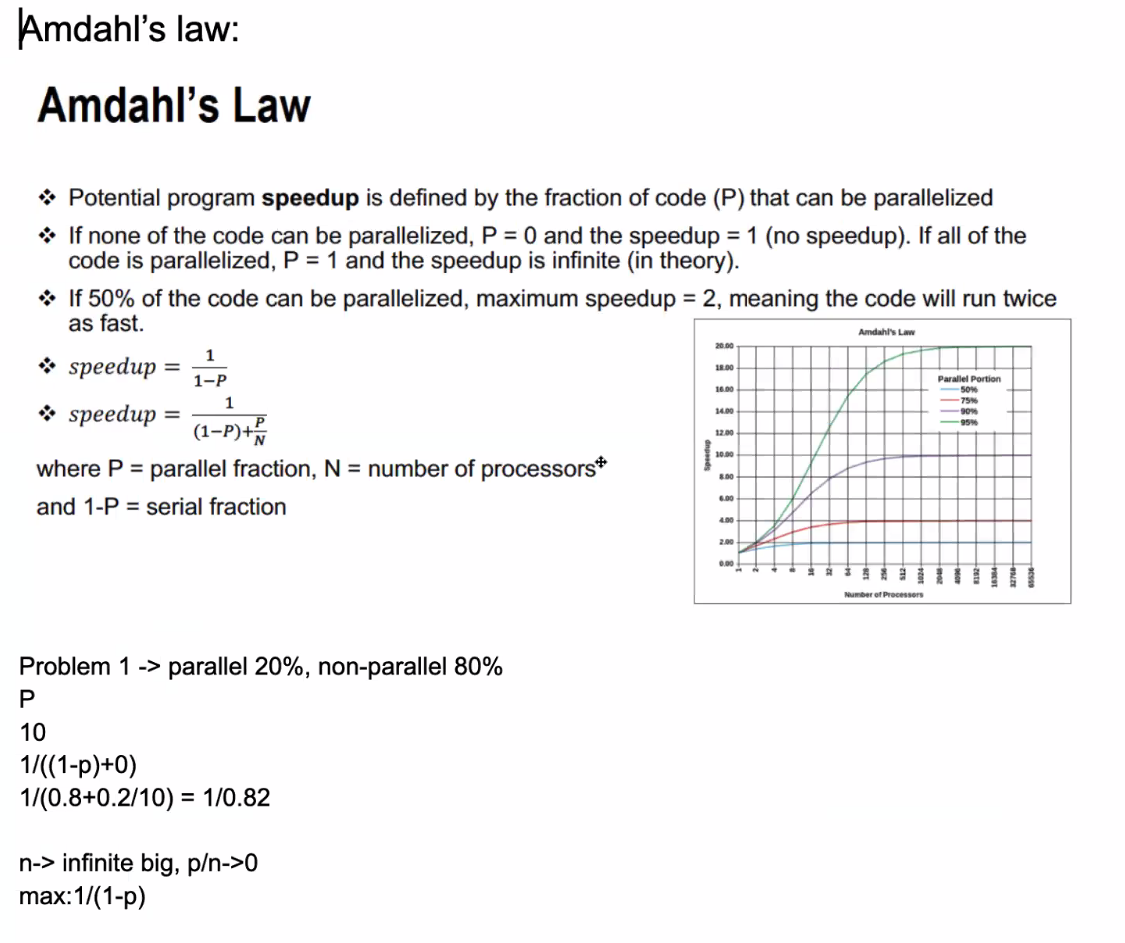 Amdahl’s law:
Amdahl’s Law
❖ Potential program speedup is defined by the fraction of code (P) that can be parallelized
❖ If none of the code can be parallelized, P = 0 and the speedup = 1 (no speedup). If all of the
code is parallelized, P = 1 and the speedup is infinite (in theory).
❖ If 50% of the code can be parallelized, maximum speedup = 2, meaning the code will run twice
as fast.
❖ speedup = 1/(1−P)
❖ speedup = 1/((1−P)+P/N)
where P = parallel fraction, N = number of processors
and 1-P = serial fraction
Amdahl's Law
20.00
18.00
16.00
14.00
12.00
10.00
8.00
6.00
4.00
2.00
0.00
Speedup
Parallel Portion
50%
75%
90%
95%
1 2 4 8 16 32 64 128 256 512 1024 2048 4096 8192 16384 32768 65536
Number of Processors
Problem 1 -> parallel 20%, non-parallel 80%
P
10
1/((1-p)+0)
1/(0.8+0.2/10) = 1/0.82
n-> infinite big, p/n->0
max:1/(1-p)